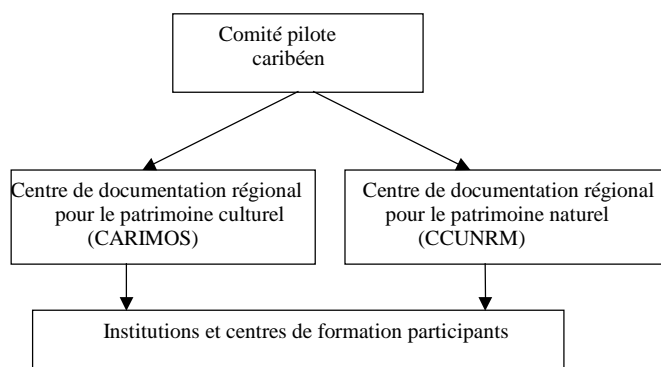 Comité pilote
caribéen
Centre de documentation régional
pour le patrimoine culturel
(CARIMOS)
Centre de documentation régional
pour le patrimoine naturel
(CCUNRM)
Institutions et centres de formation participants